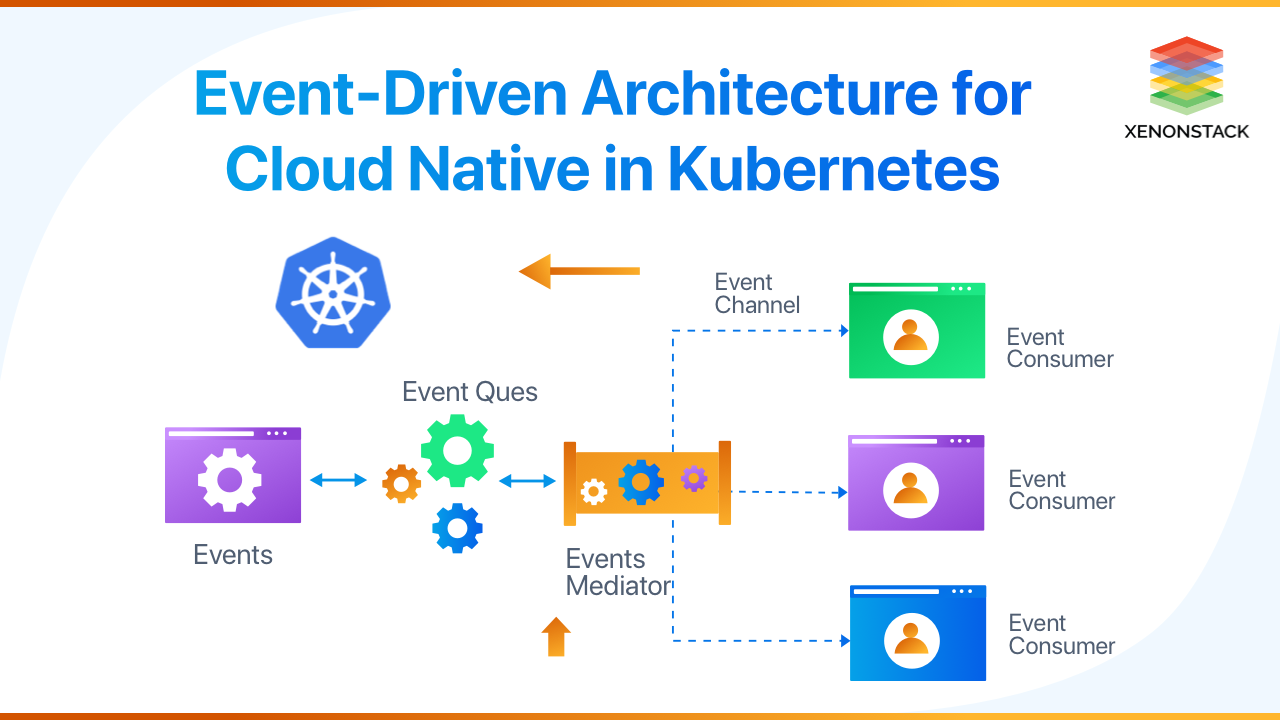 Event-Driven Architecture for
Cloud Native in Kubernetes
XENONSTACK
Event
Channel
Event
Consumer
Event Ques
Events
Events
Mediator
Event
Consumer
Event
Consumer